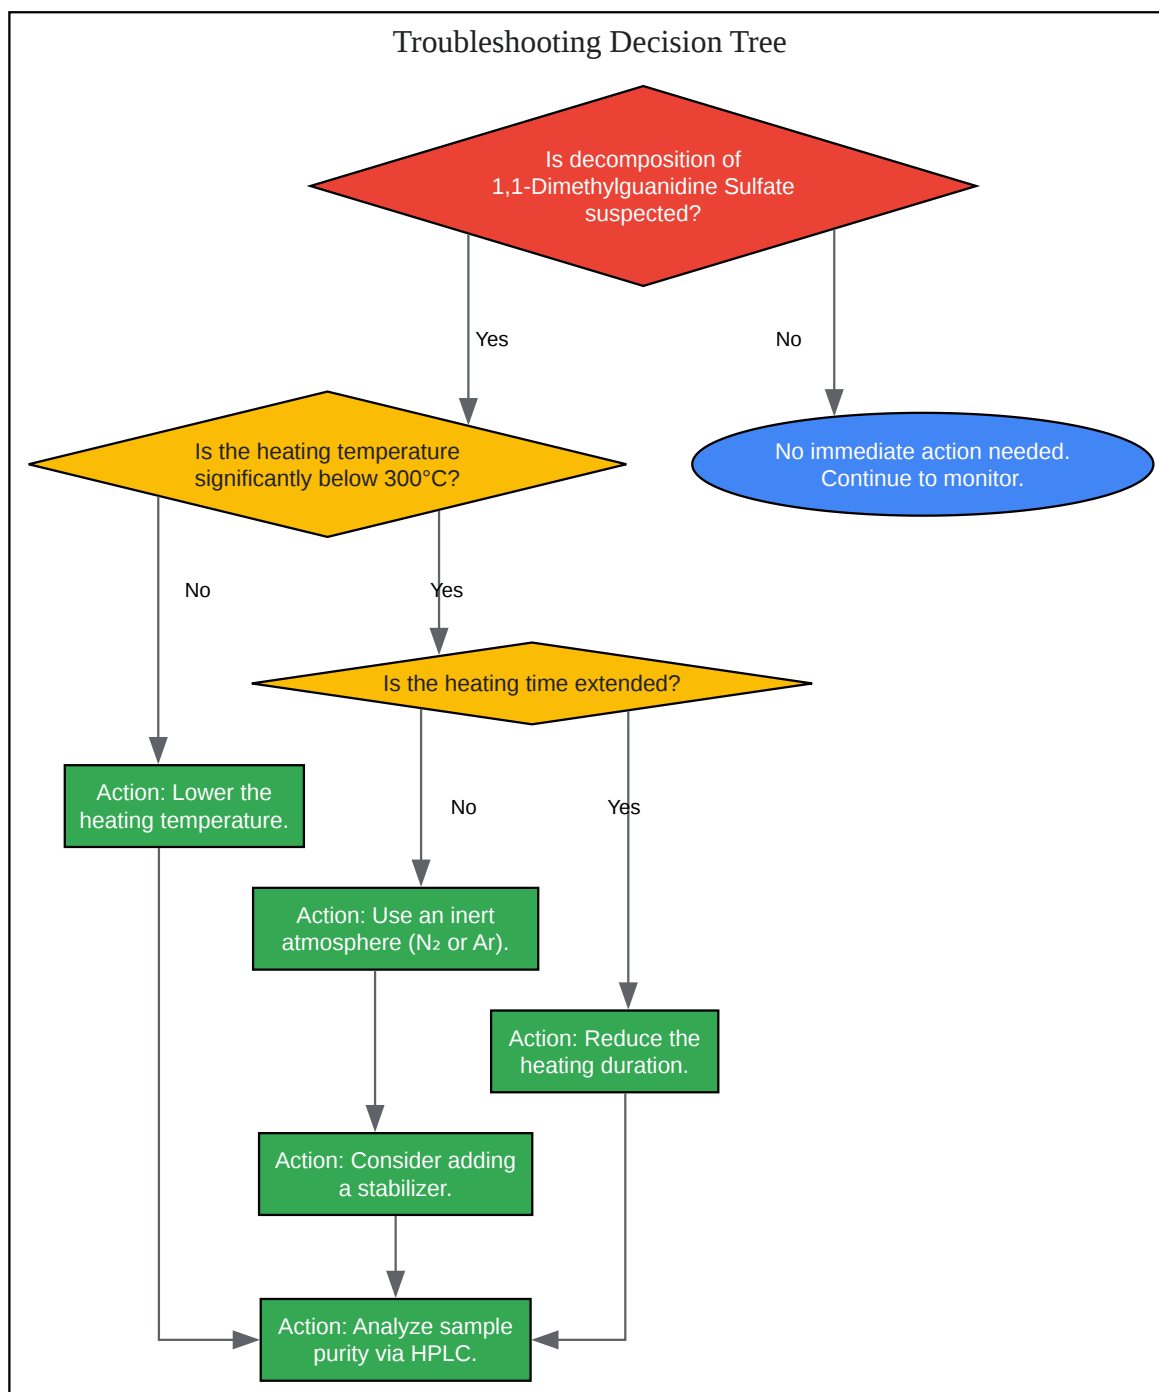 Troubleshooting Decision Tree
Is decomposition of
1,1-Dimethylguanidine Sulfate
suspected?
Yes
No
Is the heating temperature
significantly below 300°C?
No immediate action needed.
Continue to monitor.
No
Yes
Is the heating time extended?
Action: Lower the
heating temperature.
No
Yes
Action: Use an inert
atmosphere (N₂ or Ar).
Action: Reduce the
heating duration.
Action: Consider adding
a stabilizer.
Action: Analyze sample
purity via HPLC.